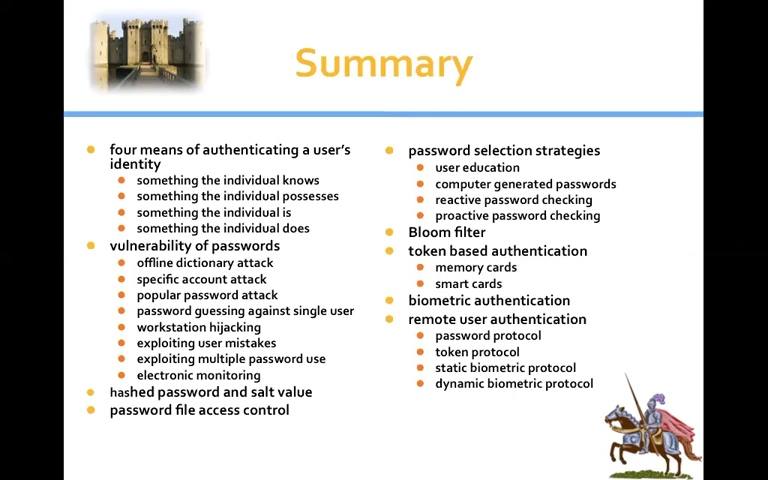 Summary
four means of authenticating a user's
identity
something the individual knows
something the individual possesses
something the individual is
something the individual does
vulnerability of passwords
offline dictionary attack
specific account attack
popular password attack
password guessing against single user
workstation hijacking
exploiting user mistakes
exploiting multiple password use
electronic monitoring
hashed password and salt value
password file access control
password selection strategies
user education
computer generated passwords
reactive password checking
proactive password checking
Bloom filter
token based authentication
memory cards
smart cards
biometric authentication
remote user authentication
password protocol
token protocol
static biometric protocol
dynamic biometric protocol